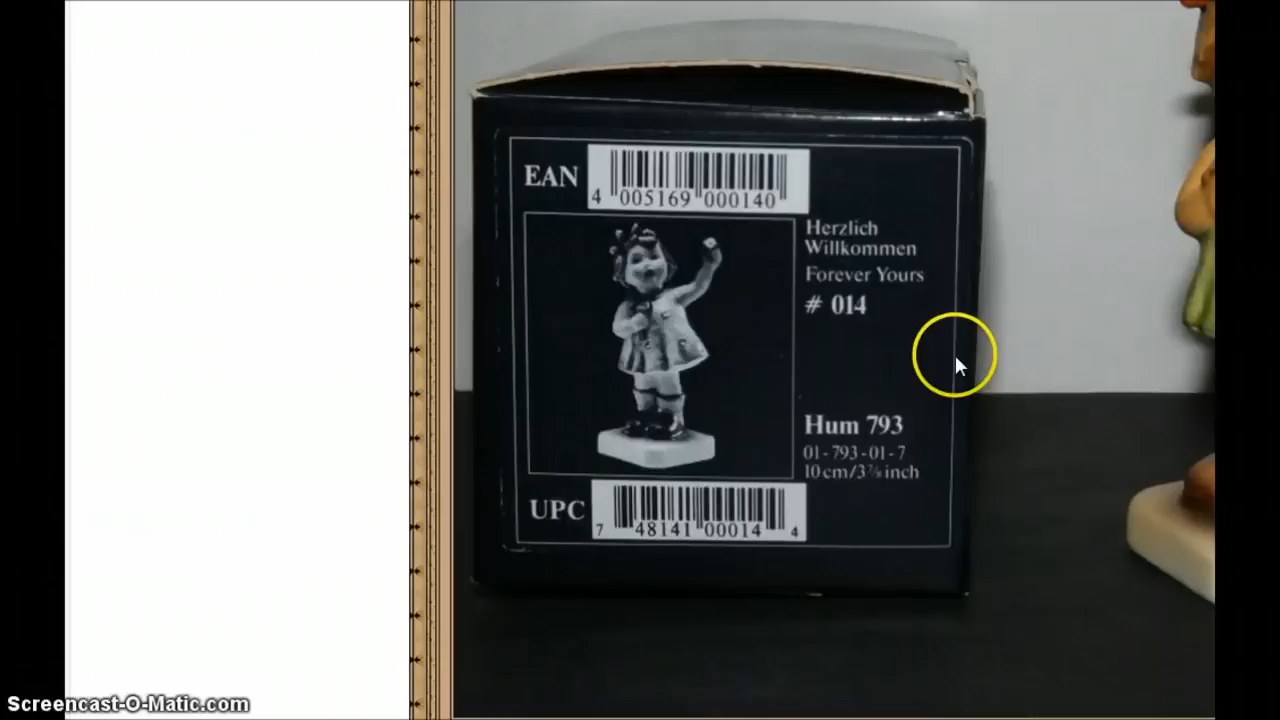 EAN
4 005169 000140
Herzlich
Willkommen
Forever Yours
# 014
Hum 793
01-793-01-7
10 cm/3⅞ inch
UPC
7 48141 00014 4
Screencast-O-Matic.com